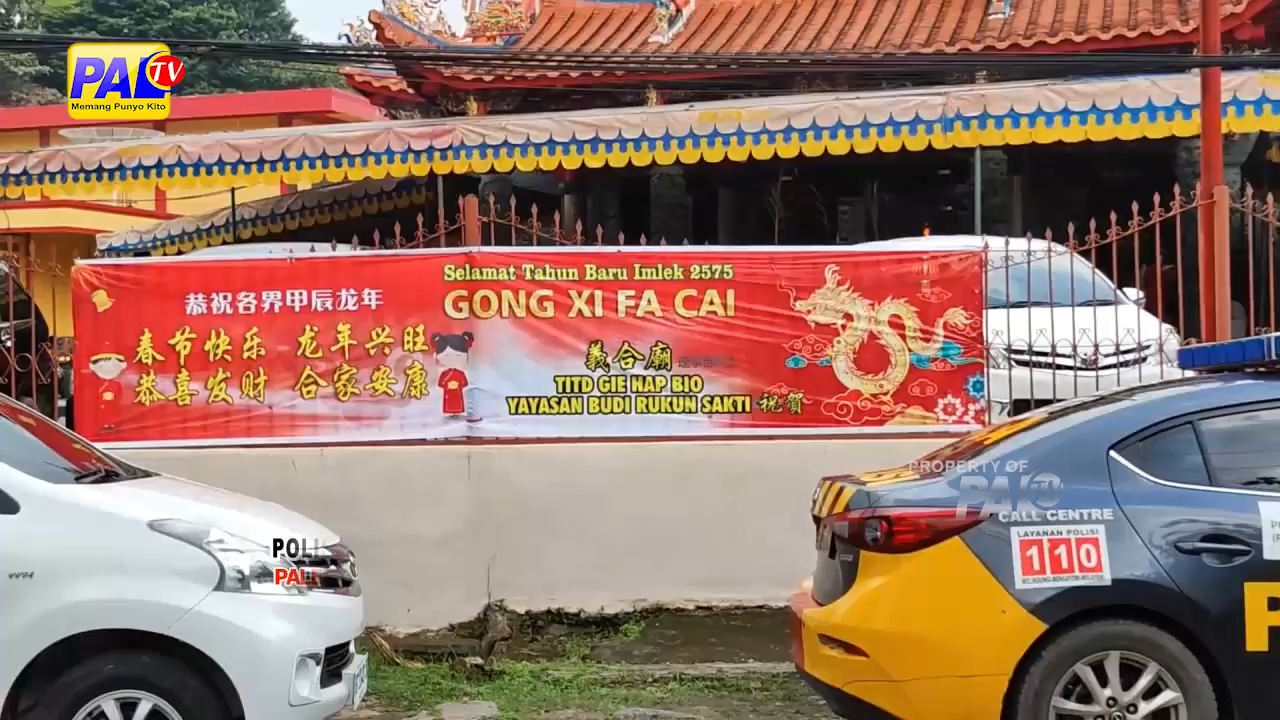 PAL TV
Memang Punyo Kito
恭祝各界甲辰龙年
春节快乐 龙年兴旺
恭喜发财 合家安康
Selamat Tahun Baru Imlek 2575
GONG XI FA CAI
義合廟
TITD GIE HAP BIO
YAYASAN BUDI RUKUN SAKTI 祝賀
PROPERTY OF
PAL TV
CALL CENTRE
LAYANAN POLISI
110